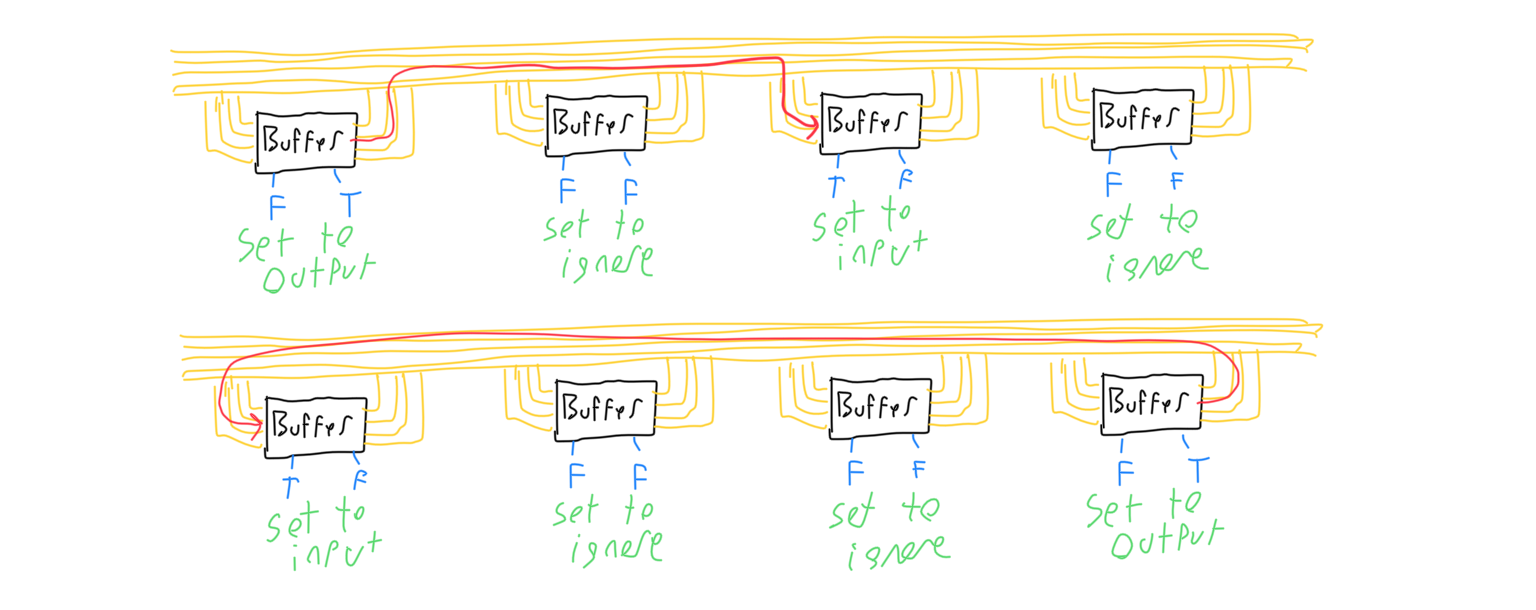 Buffer Buffer Buffer Buffer
F T F F T F F F
Set to set to set to set to
output ignore input ignore
Buffer Buffer Buffer Buffer
T F F F F F F T
set to set to set to set to
input ignore ignore output